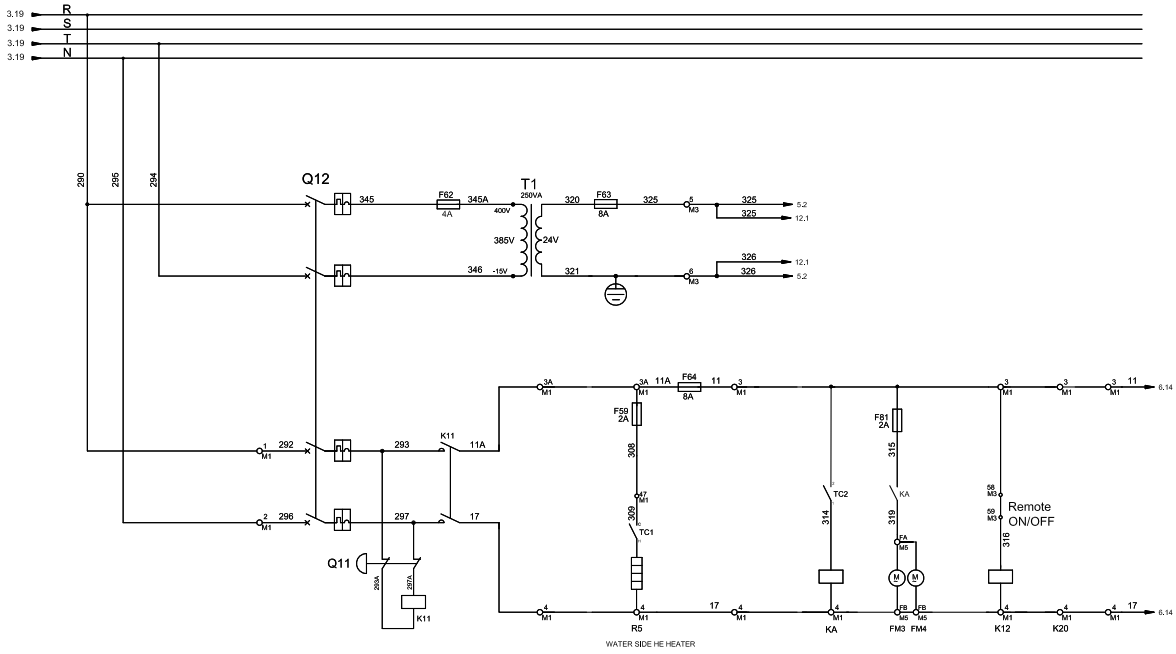 3.19 R
3.19 S
3.19 T
3.19 N
290
295
294
Q12
345
F62
4A
345A
400V
T1
250VA
385V
24V
320
F63
8A
325
5
M3
325
5.2
325
12.1
346
-15V
321
6
M3
326
12.1
326
5.2
3A
M1
3A
M1
11A
F64
8A
11
3
M1
3
M1
3
M1
3
M1
11
6.14
F59
2A
F81
2A
1
M1
292
293
K11
11A
308
315
47
M1
309
TC1
TC2
314
KA
319
58
M3
59
M3
Remote
ON/OFF
316
2
M1
296
297
17
Q11
293A
297A
K11
FA
M5
M
M
4
M1
4
M1
17
4
M1
4
M1
FB
M5
FB
M5
4
M1
4
M1
4
M1
17
6.14
R5
KA
FM3
FM4
K12
K20
WATER SIDE HE HEATER